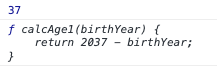 37
ƒ calcAge1(birthYear) {
    return 2037 – birthYear;
}